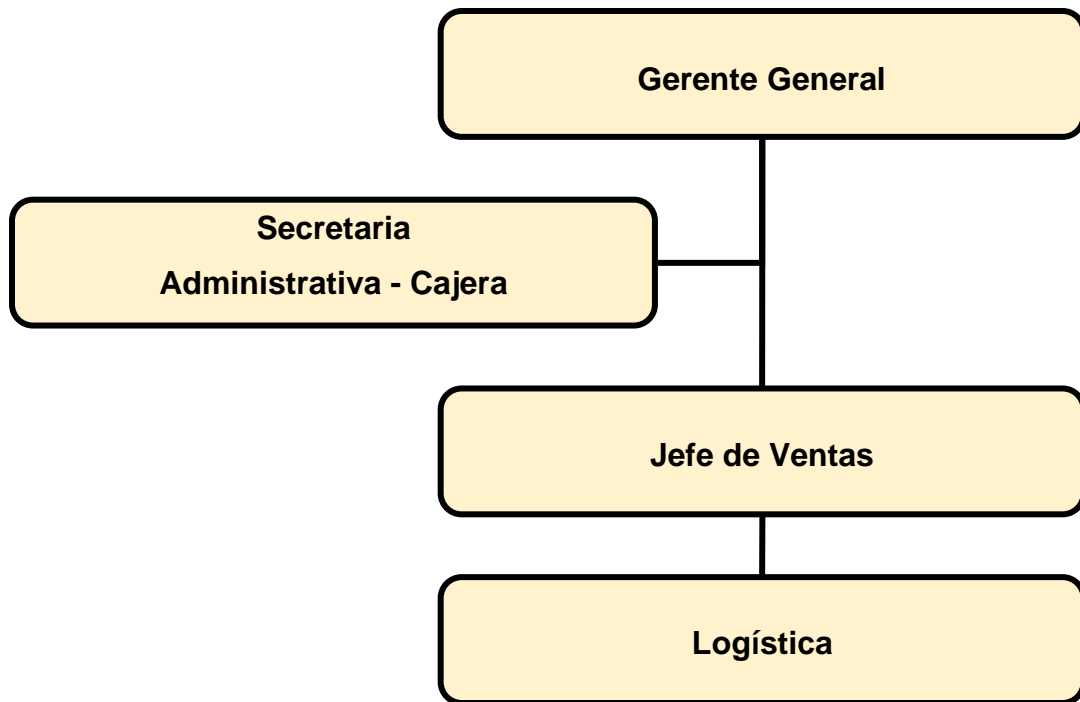 Gerente General
Secretaria
Administrativa - Cajera
Jefe de Ventas
Logística